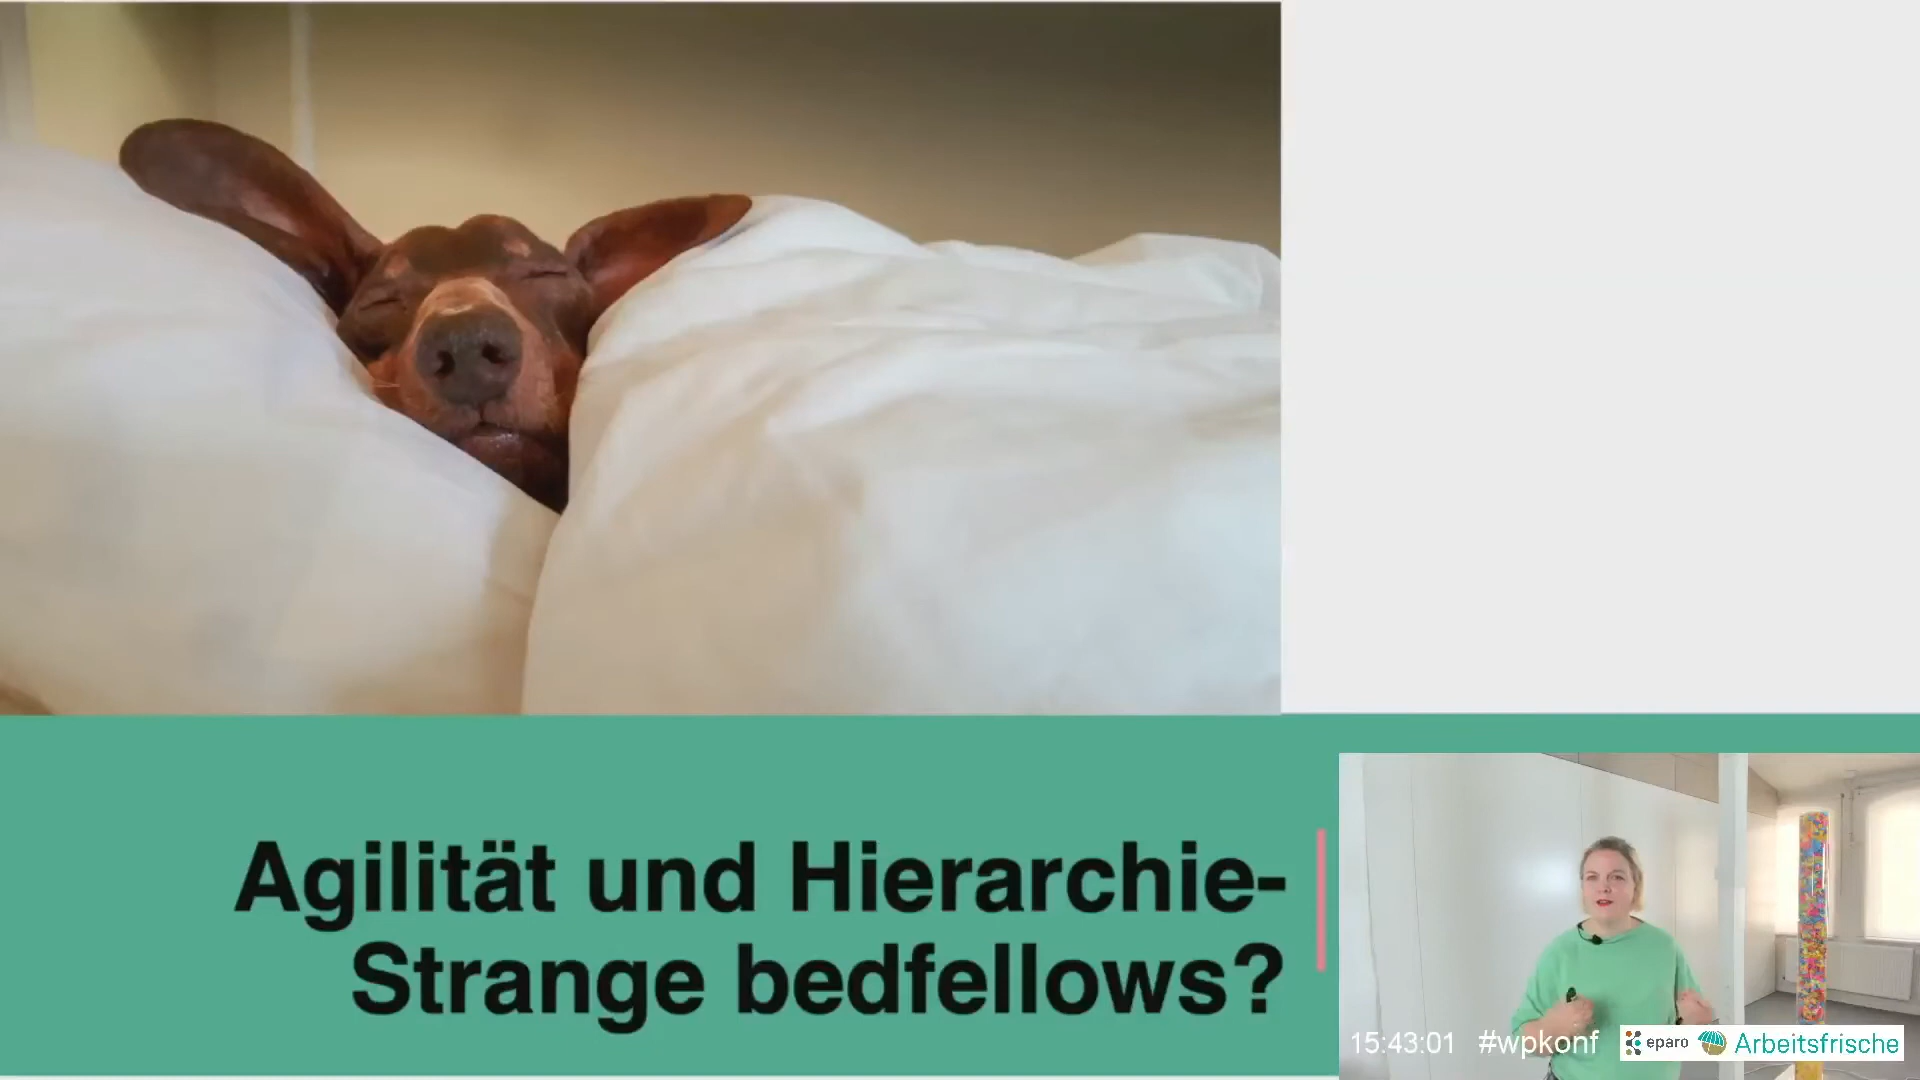 Agilität und Hierarchie-
Strange bedfellows?
15:43:01 #wpkonf eparo Arbeitsfrische